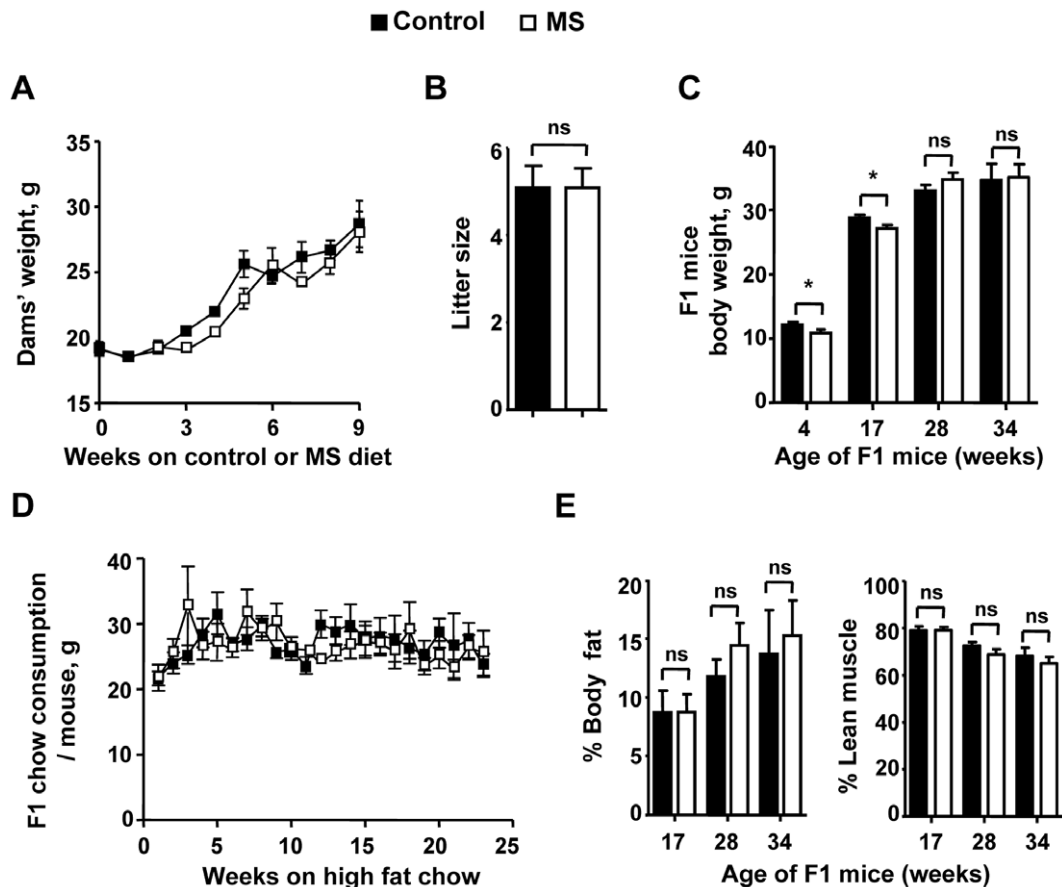 Control MS
A
Dams' weight, g
35
30
25
20
15
0 3 6 9
Weeks on control or MS diet
B
ns
Litter size
6
4
2
0
C
F1 mice
body weight, g
40
30
20
10
0
* * ns ns
4 17 28 34
Age of F1 mice (weeks)
D
F1 chow consumption
/ mouse, g
40
30
20
10
0
0 5 10 15 20 25
Weeks on high fat chow
E
% Body fat
20
15
10
5
0
ns ns ns
17 28 34
% Lean muscle
100
80
60
40
20
0
ns ns ns
17 28 34
Age of F1 mice (weeks)